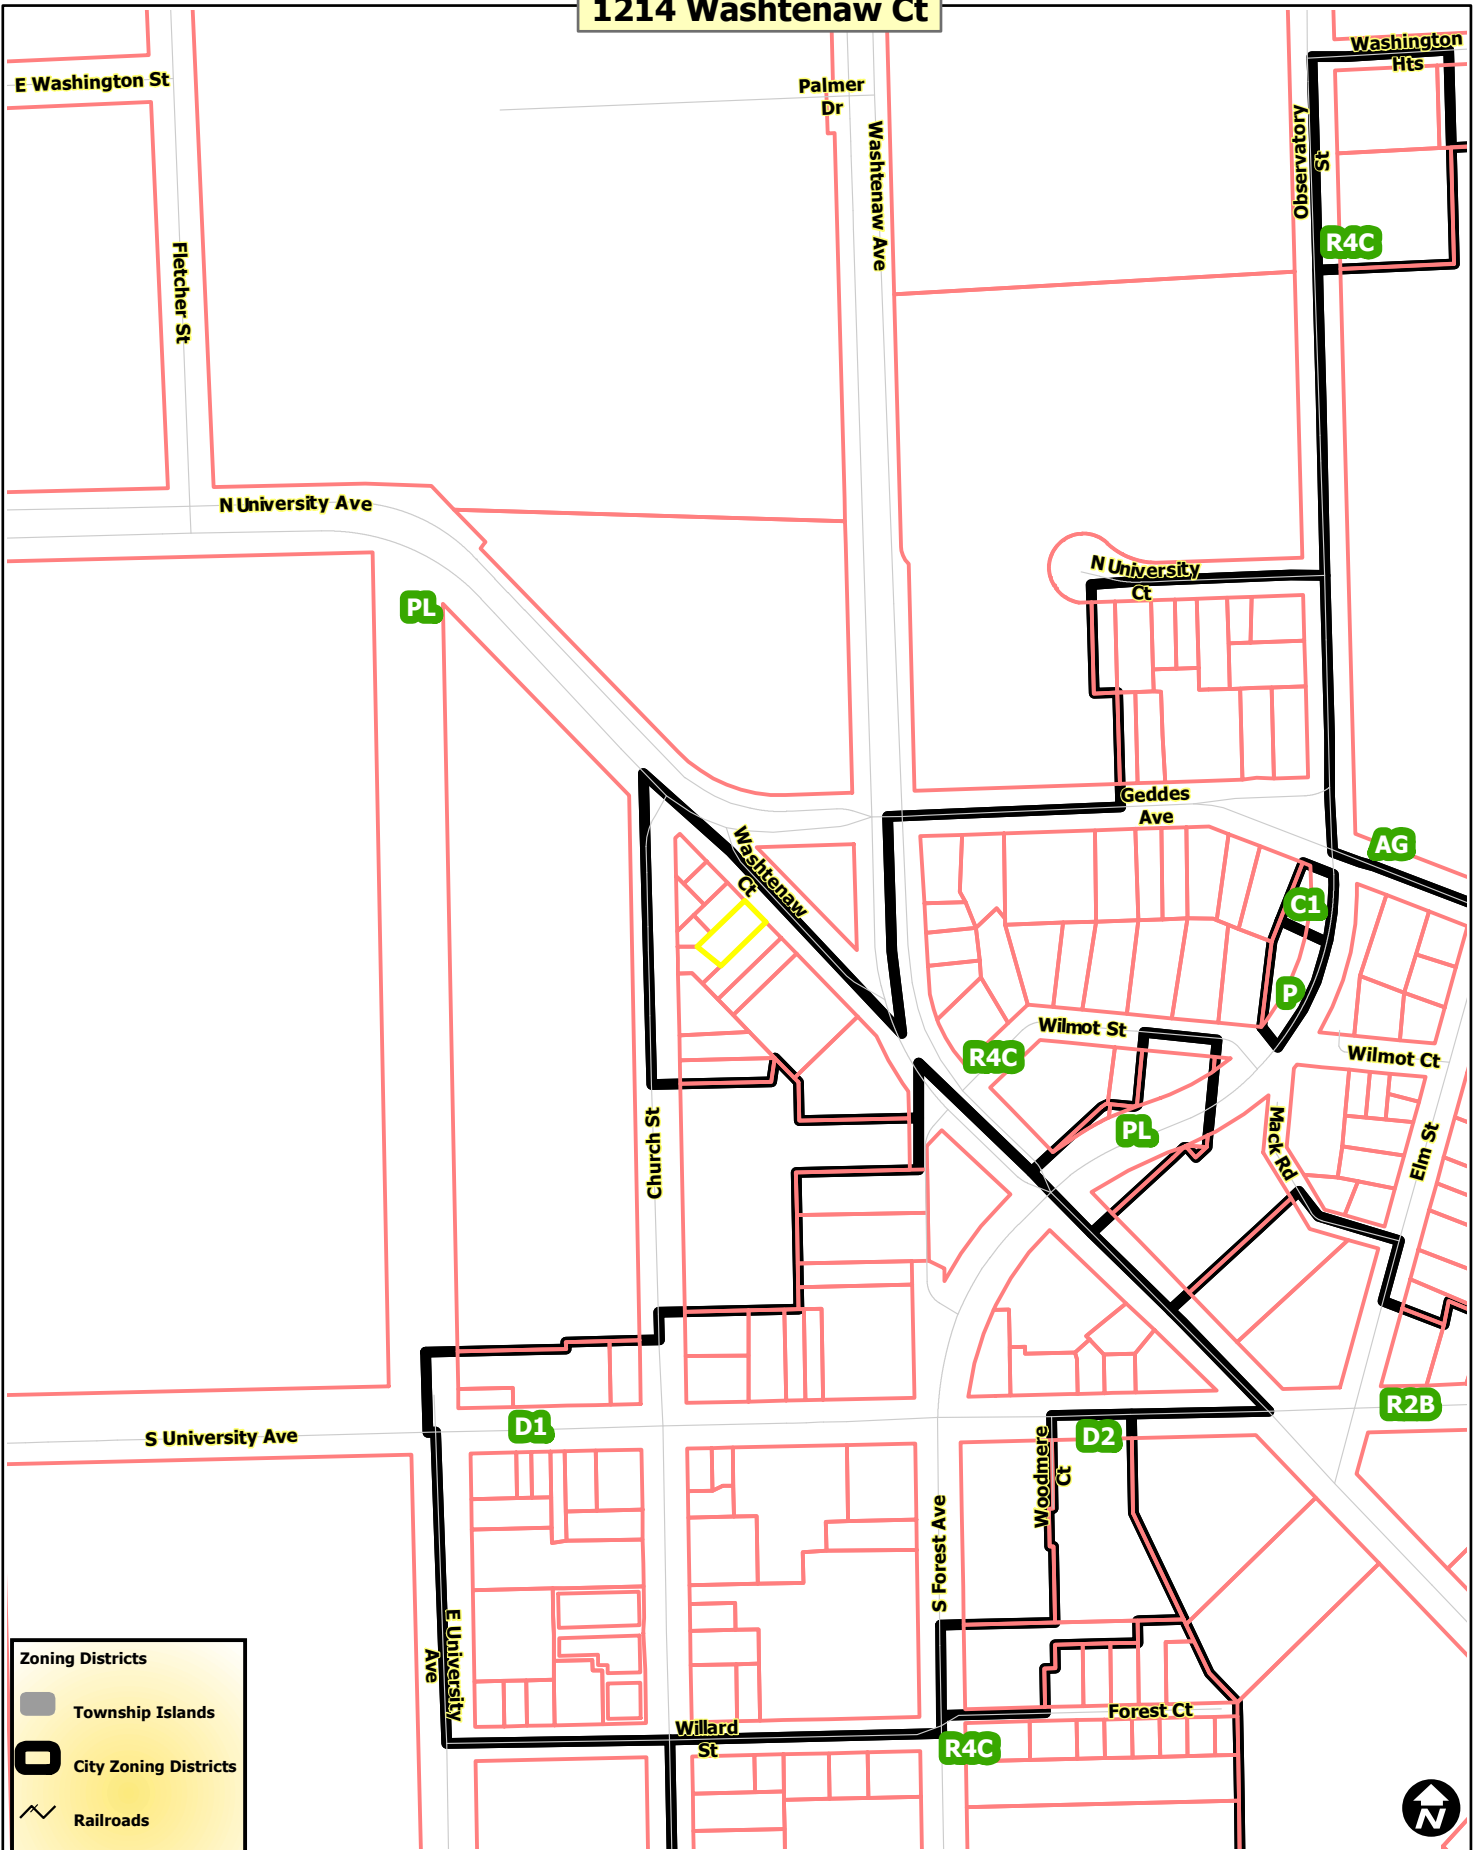 1214 Washtenaw Ct
Washington
Hts
E Washington St
Palmer
Dr
Washtenaw Ave
Observatory
St
R4C
Fletcher St
N University Ave
N University
Ct
PL
Geddes
Ave
Washtenaw
Ct
AG
C1
P
Wilmot St
R4C
Wilmot Ct
PL
Church St
Mack Rd
Elm St
R2B
D1
S University Ave
D2
Woodmere
Ct
S Forest Ave
E University
Ave
Forest Ct
Willard
St
R4C
Zoning Districts
Township Islands
City Zoning Districts
Railroads
N